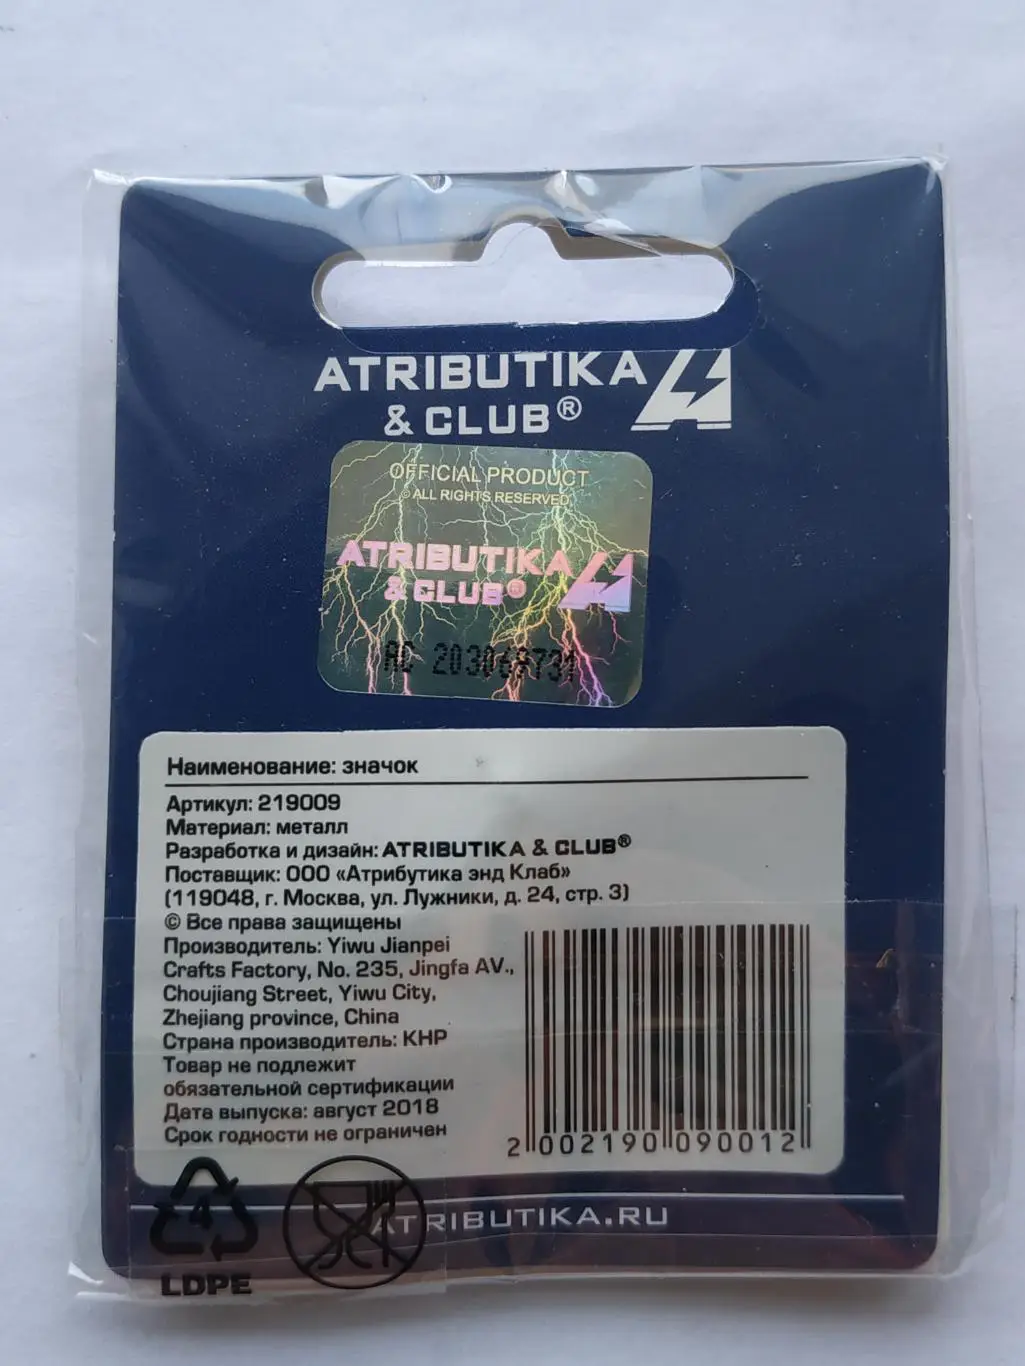 ATRIBUTIKA
& CLUB®
OFFICIAL PRODUCT
© ALL RIGHTS RESERVED
ATRIBUTIKA
& CLUB®
AC 203069731
Наименование: значок
Артикул: 219009
Материал: металл
Разработка и дизайн: ATRIBUTIKA & CLUB®
Поставщик: ООО «Атрибутика энд Клаб»
(119048, г. Москва, ул. Лужники, д. 24, стр. 3)
© Все права защищены
Производитель: Yiwu Jianpei
Crafts Factory, No. 235, Jingfa AV.,
Choujiang Street, Yiwu City,
Zhejiang province, China
Страна производитель: КНР
Товар не подлежит
обязательной сертификации
Дата выпуска: август 2018
Срок годности не ограничен
2 002190 090012
ATRIBUTIKA.RU
4
LDPE